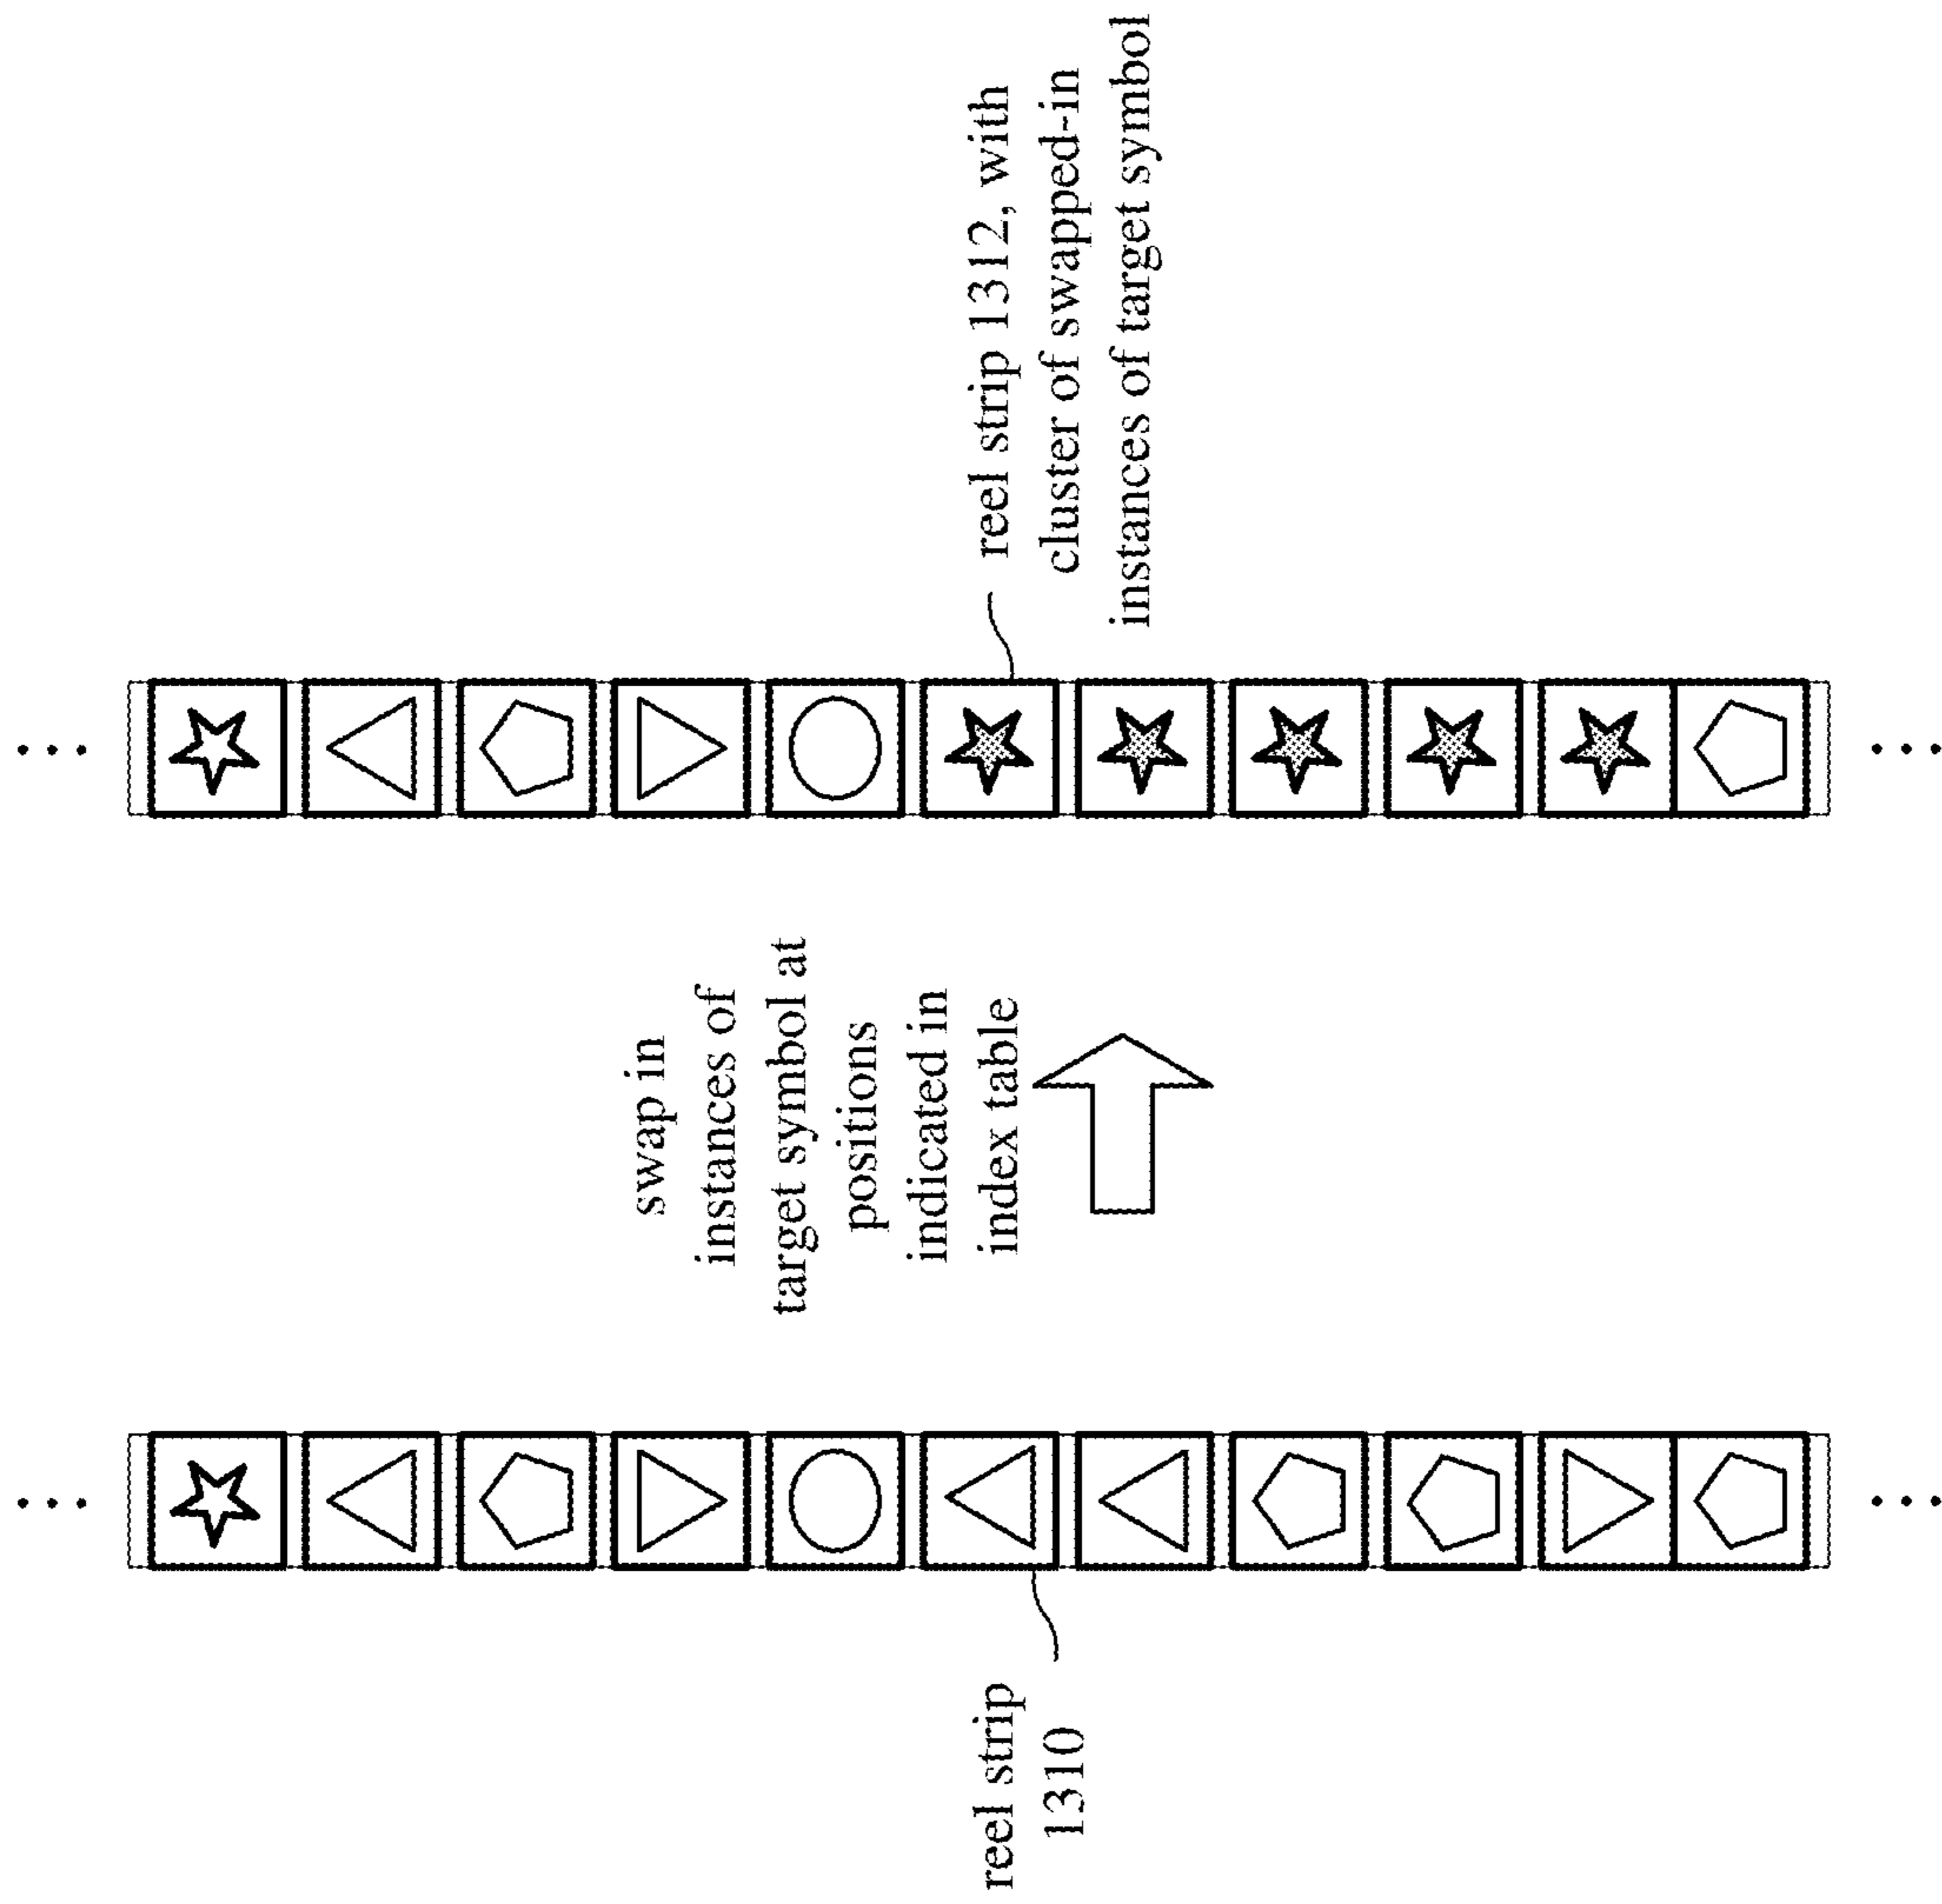 reel strip
1310
swap in
instances of
target symbol at
positions
indicated in
index table
reel strip 1312, with
cluster of swapped-in
instances of target symbol